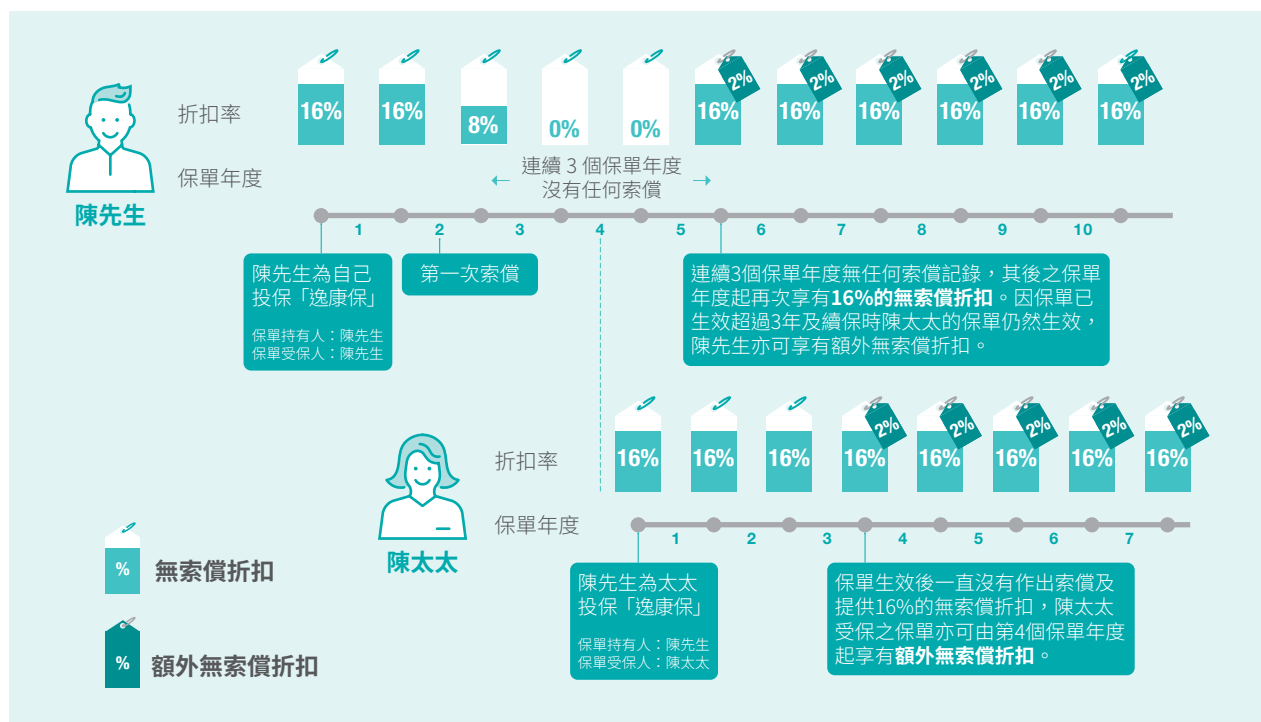 16% 16% 8% 0% 0% 16% 2% 16% 2% 16% 2% 16% 2% 16% 2% 16% 2%
折扣率
保單年度
連續 3 個保單年度
沒有任何索償
陳先生
1 2 3 4 5 6 7 8 9 10
陳先生為自己
投保「逸康保」
保單持有人：陳先生
保單受保人：陳先生
第一次索償
連續3個保單年度無任何索償記錄，其後之保單
年度起再次享有16%的無索償折扣。因保單已
生效超過3年及續保時陳太太的保單仍然生效，
陳先生亦可享有額外無索償折扣。
16% 16% 16% 16% 2% 16% 2% 16% 2% 16% 2% 16% 2%
折扣率
保單年度
陳太太
1 2 3 4 5 6 7
陳先生為太太
投保「逸康保」
保單持有人：陳先生
保單受保人：陳太太
保單生效後一直沒有作出索償及
提供16%的無索償折扣，陳太太
受保之保單亦可由第4個保單年度
起享有額外無索償折扣。
% 無索償折扣
% 額外無索償折扣